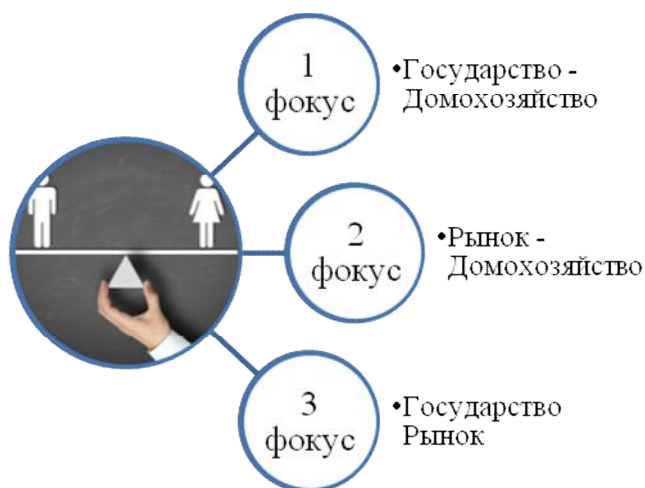 1
фокус
•Государство -
Домохозяйство
2
фокус
•Рынок -
Домохозяйство
3
фокус
•Государство
Рынок